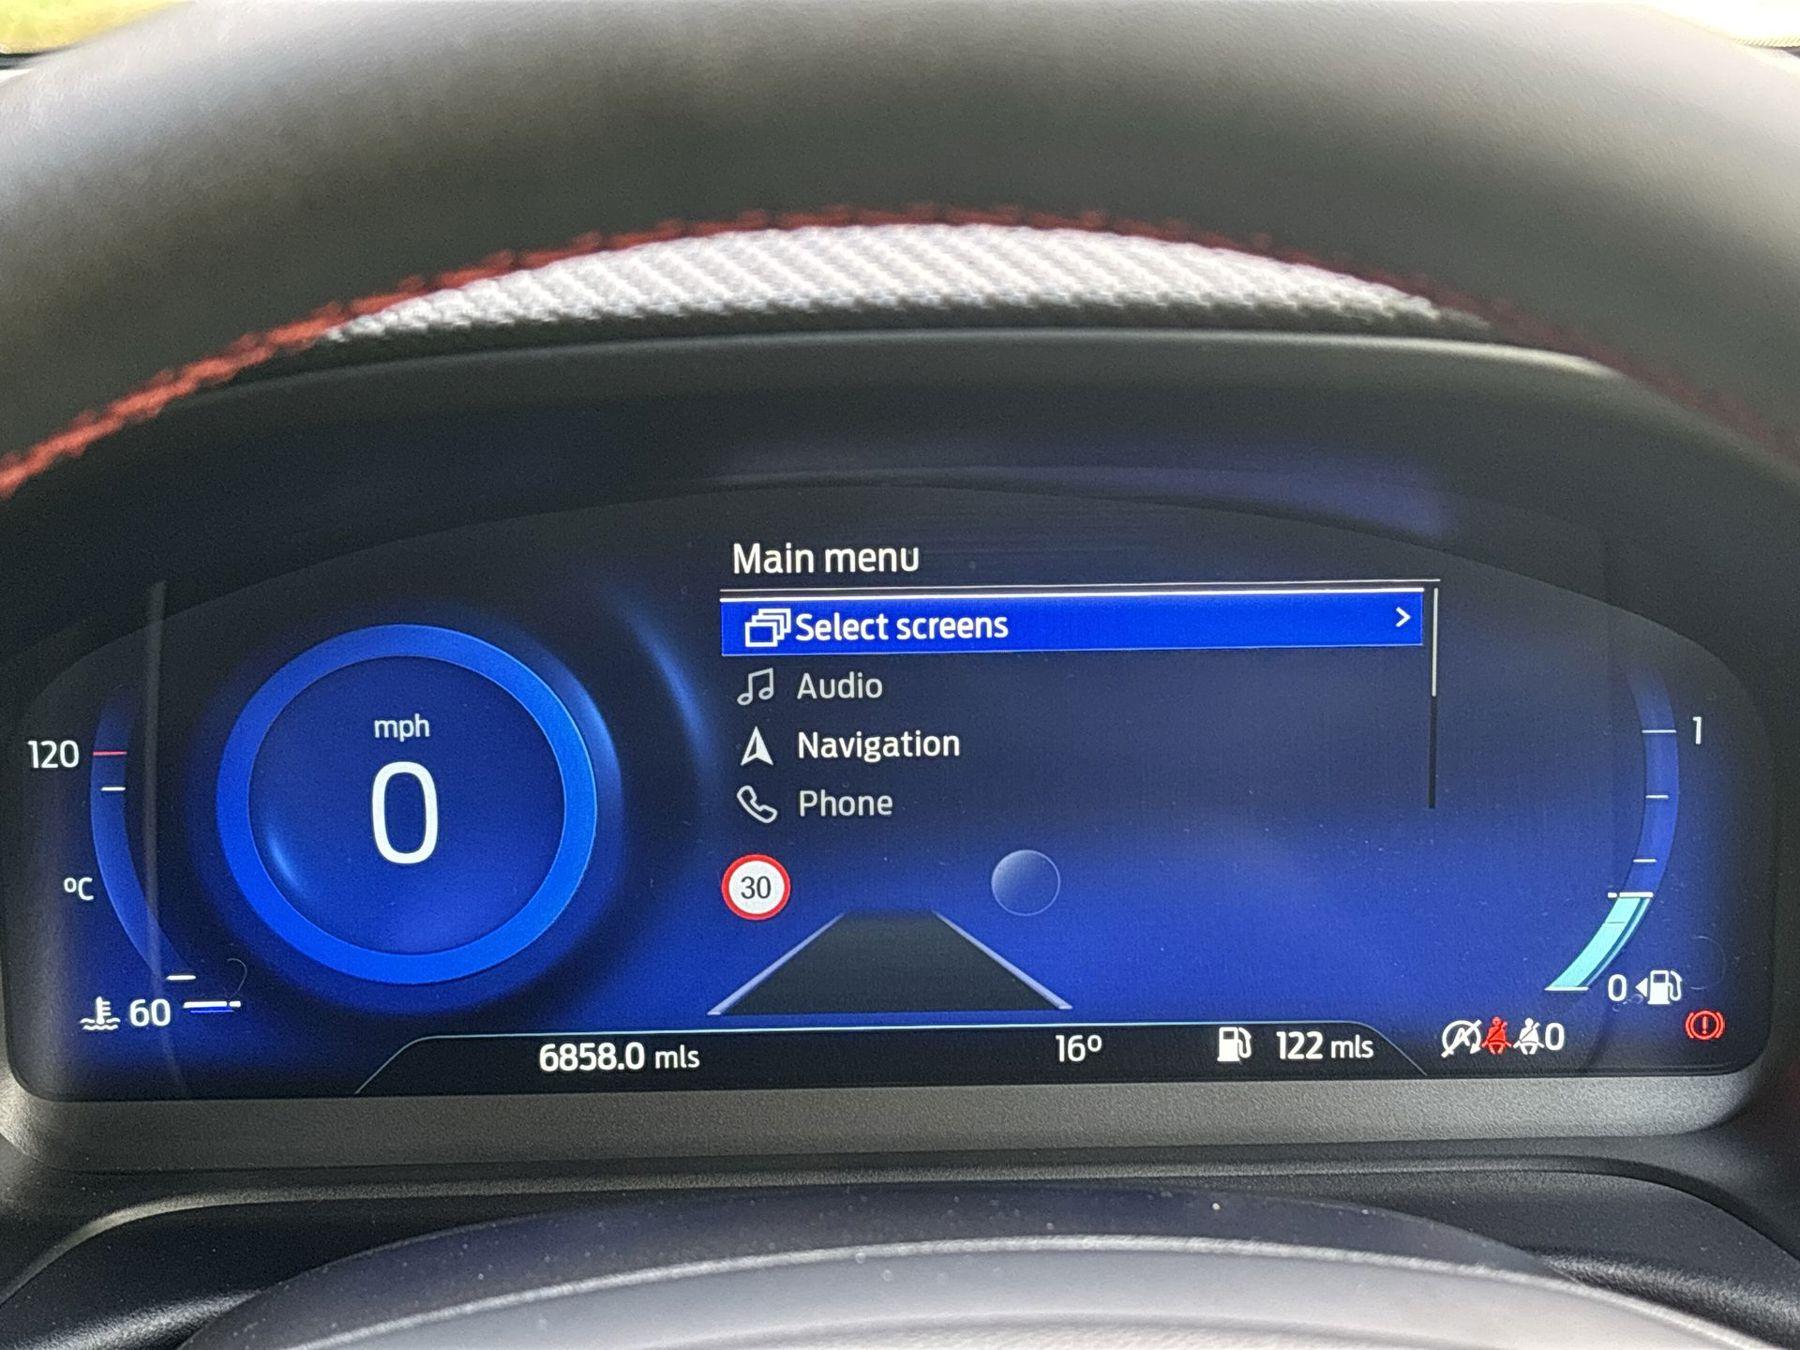 Main menu
Select screens >
Audio
Navigation
Phone
mph
0
120
°C
60
30
1
0
6858.0 mls
16°
122 mls
0